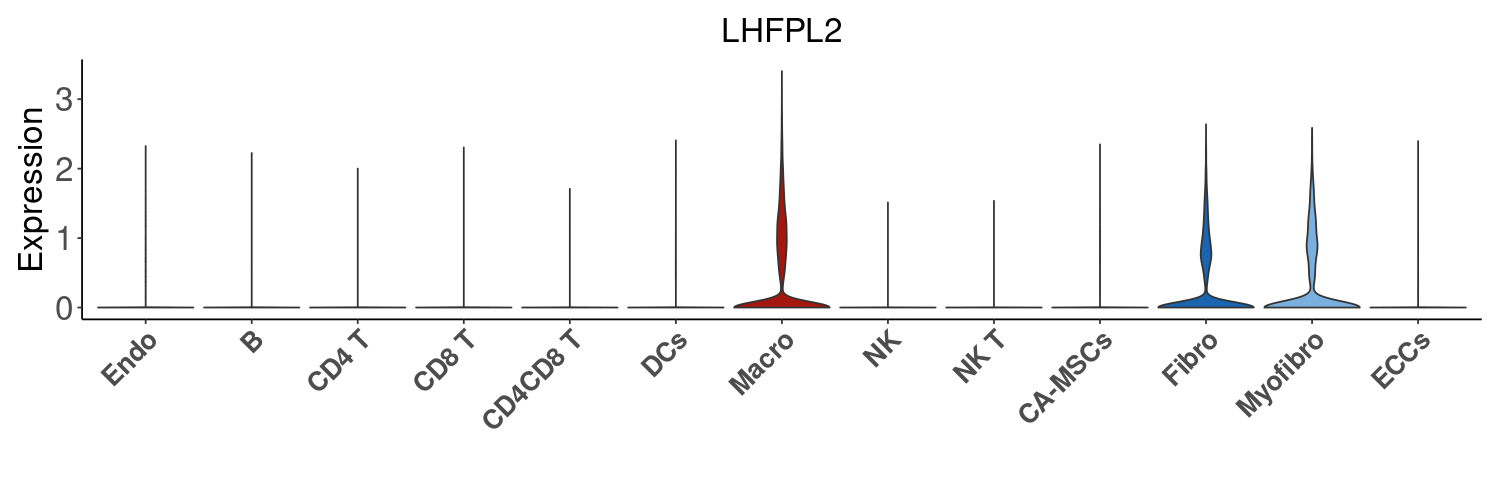 LHFPL2
Expression
3
2
1
0
Endo
B
CD4 T
CD8 T
CD4CD8 T
DCs
Macro
NK
NK T
CA-MSCs
Fibro
Myofibro
ECCs